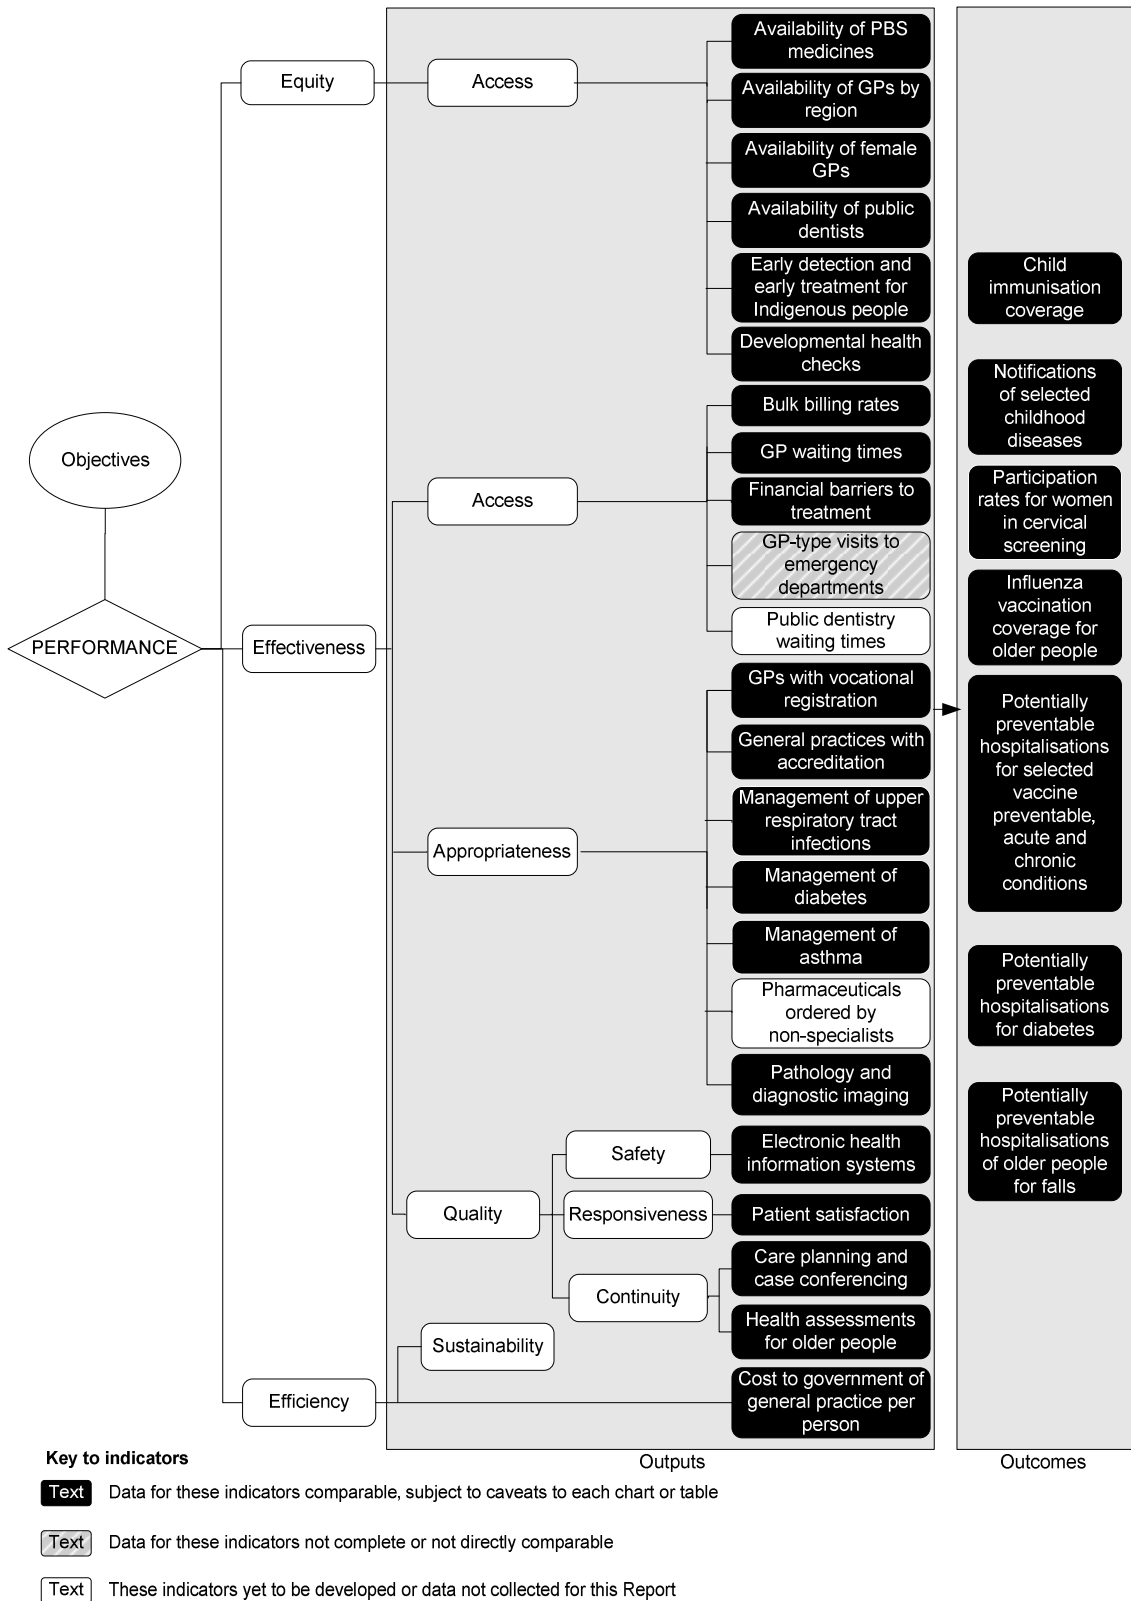 Objectives
PERFORMANCE
Equity
Access
Availability of PBS
medicines
Availability of GPs by
region
Availability of female
GPs
Availability of public
dentists
Early detection and
early treatment for
Indigenous people
Developmental health
checks
Effectiveness
Access
Bulk billing rates
GP waiting times
Financial barriers to
treatment
GP-type visits to
emergency
departments
Public dentistry
waiting times
Appropriateness
GPs with vocational
registration
General practices with
accreditation
Management of upper
respiratory tract
infections
Management of
diabetes
Management of
asthma
Pharmaceuticals
ordered by
non-specialists
Pathology and
diagnostic imaging
Quality
Safety
Electronic health
information systems
Responsiveness
Patient satisfaction
Continuity
Care planning and
case conferencing
Health assessments
for older people
Efficiency
Sustainability
Cost to government of
general practice per
person
Outputs
Child
immunisation
coverage
Notifications
of selected
childhood
diseases
Participation
rates for women
in cervical
screening
Influenza
vaccination
coverage for
older people
Potentially
preventable
hospitalisations
for selected
vaccine
preventable,
acute and
chronic
conditions
Potentially
preventable
hospitalisations
for diabetes
Potentially
preventable
hospitalisations
of older people
for falls
Outcomes
Key to indicators
Text Data for these indicators comparable, subject to caveats to each chart or table
Text Data for these indicators not complete or not directly comparable
Text These indicators yet to be developed or data not collected for this Report